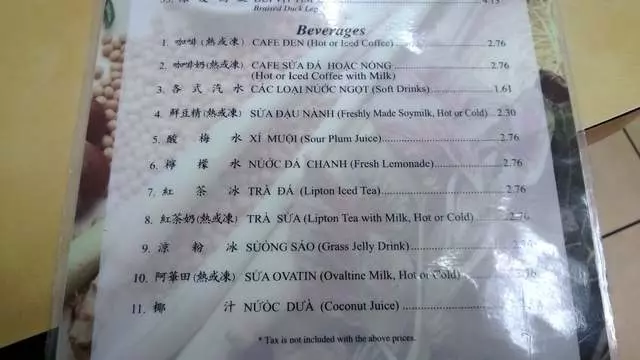 Braised Duck Leg
Beverages
1. 咖啡 (熱或凍) CAFE ĐEN (Hot or Iced Coffee) 2.76
2. 咖啡奶 (熱或凍) CAFE SỮA ĐÁ HOẶC NÓNG 2.76
(Hot or Iced Coffee with Milk)
3. 各式汽水 CÁC LOẠI NƯỚC NGỌT (Soft Drinks) 1.61
4. 鮮豆精 (熱或凍) SỮA ĐẬU NÀNH (Freshly Made Soymilk, Hot or Cold) 2.30
5. 酸梅水 XÍ MUỘI (Sour Plum Juice) 2.76
6. 檸檬水 NƯỚC ĐÁ CHANH (Fresh Lemonade) 2.76
7. 紅茶冰 TRÀ ĐÁ (Lipton Iced Tea) 2.76
8. 紅茶奶 (熱或凍) TRÀ SỮA (Lipton Tea with Milk, Hot or Cold) 2.76
9. 涼粉冰 SUÔNG SÁO (Grass Jelly Drink)
10. 阿華田 (熱或凍) SỮA OVATIN (Ovaltine Milk, Hot or Cold)
11. 椰汁 NƯỚC DỪA (Coconut Juice)
* Tax is not included with the above prices.